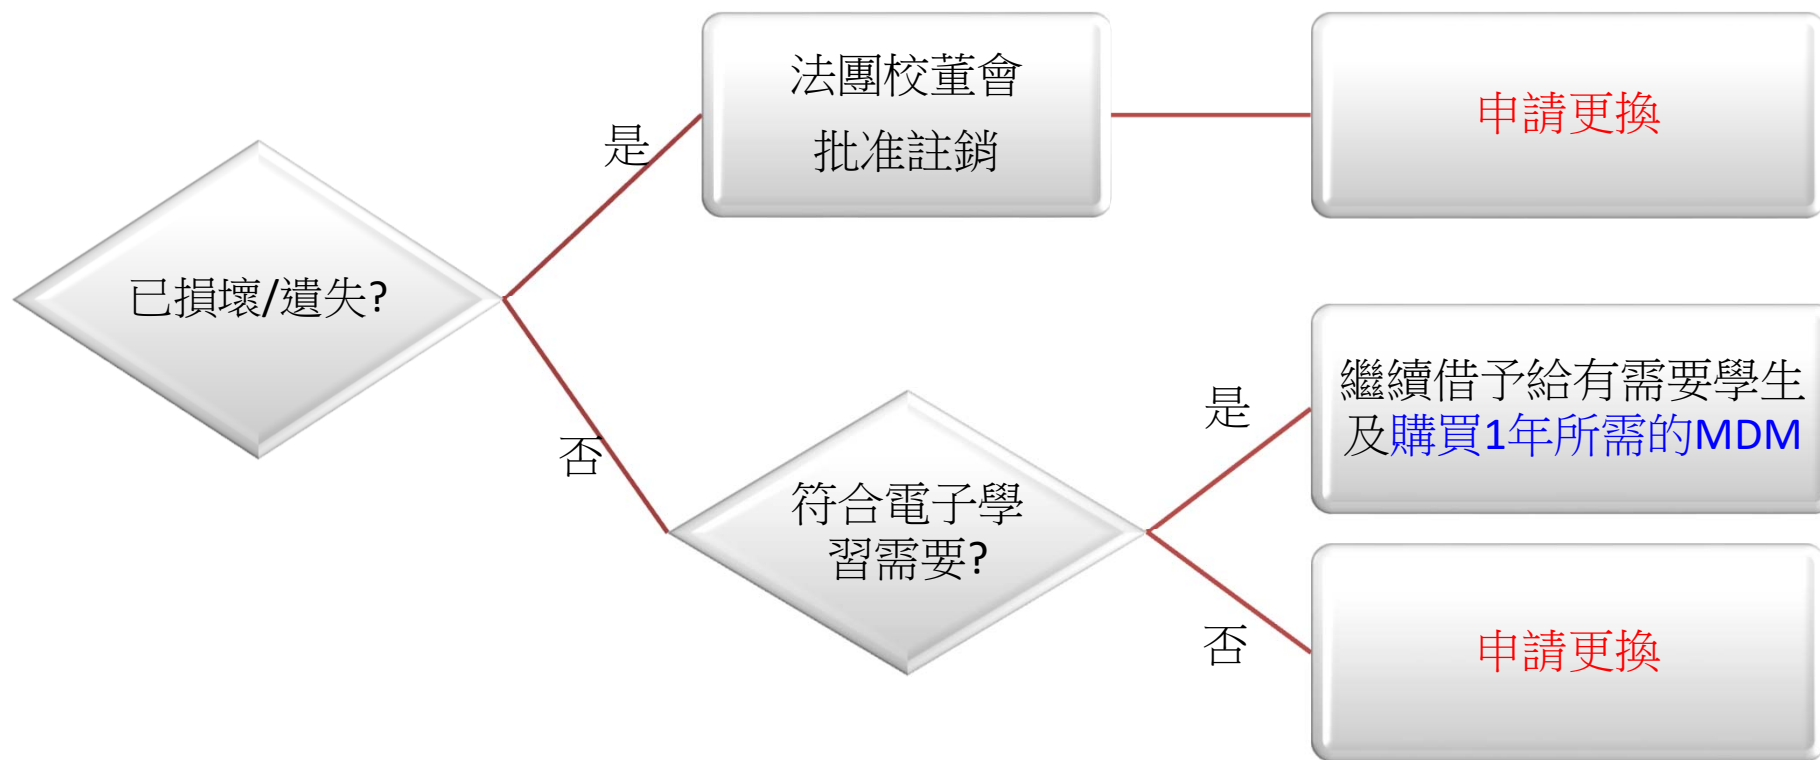 已損壞/遺失?
是
法團校董會
批准註銷
申請更換
否
符合電子學
習需要?
是
繼續借予給有需要學生
及購買1年所需的MDM
否
申請更換